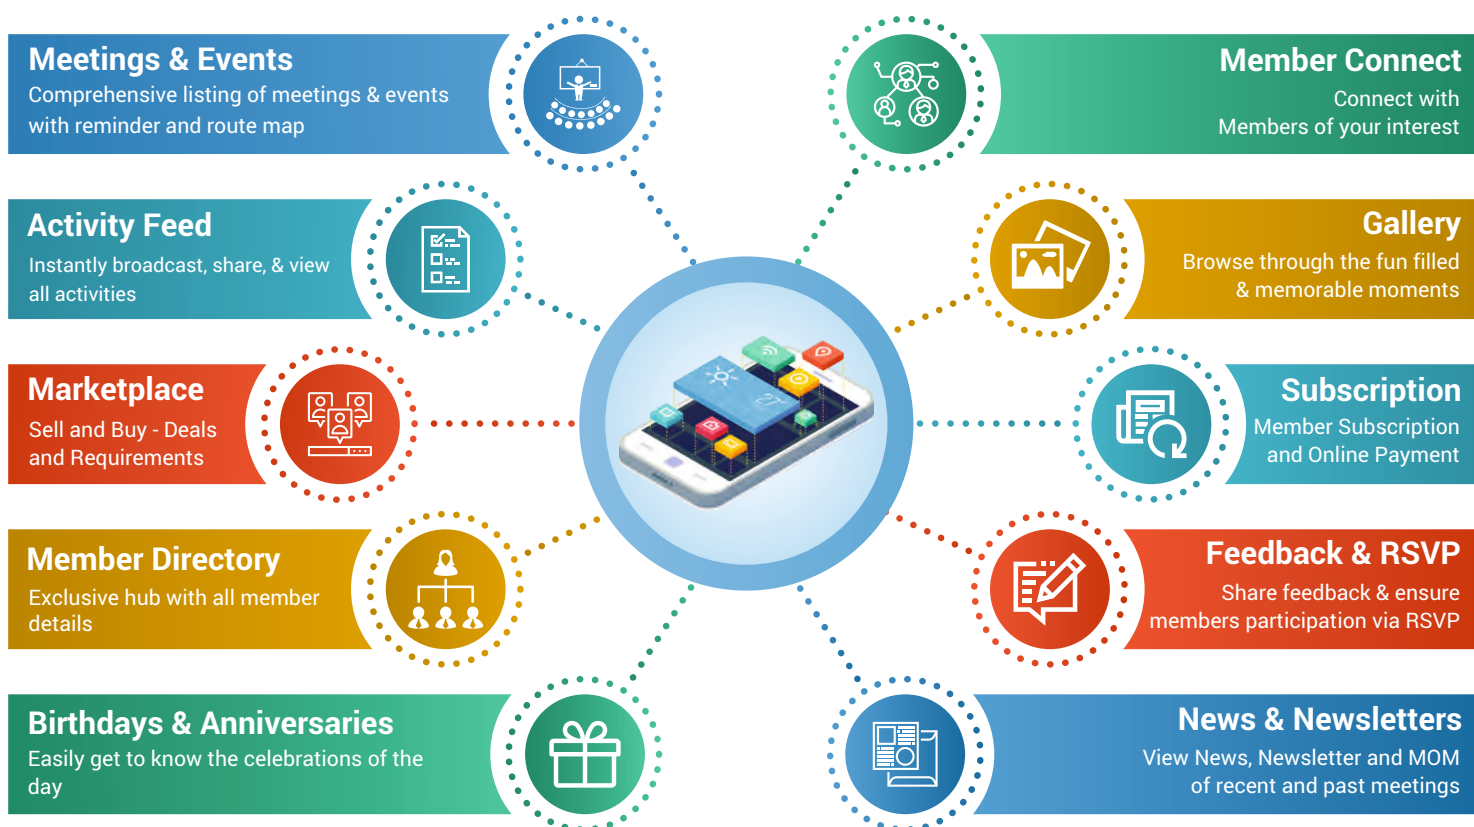 Meetings & Events
Comprehensive listing of meetings & events
with reminder and route map
Activity Feed
Instantly broadcast, share, & view
all activities
Marketplace
Sell and Buy - Deals
and Requirements
Member Directory
Exclusive hub with all member
details
Birthdays & Anniversaries
Easily get to know the celebrations of the
day
27
Member Connect
Connect with
Members of your interest
Gallery
Browse through the fun filled
& memorable moments
Subscription
Member Subscription
and Online Payment
Feedback & RSVP
Share feedback & ensure
members participation via RSVP
News & Newsletters
View News, Newsletter and MOM
of recent and past meetings